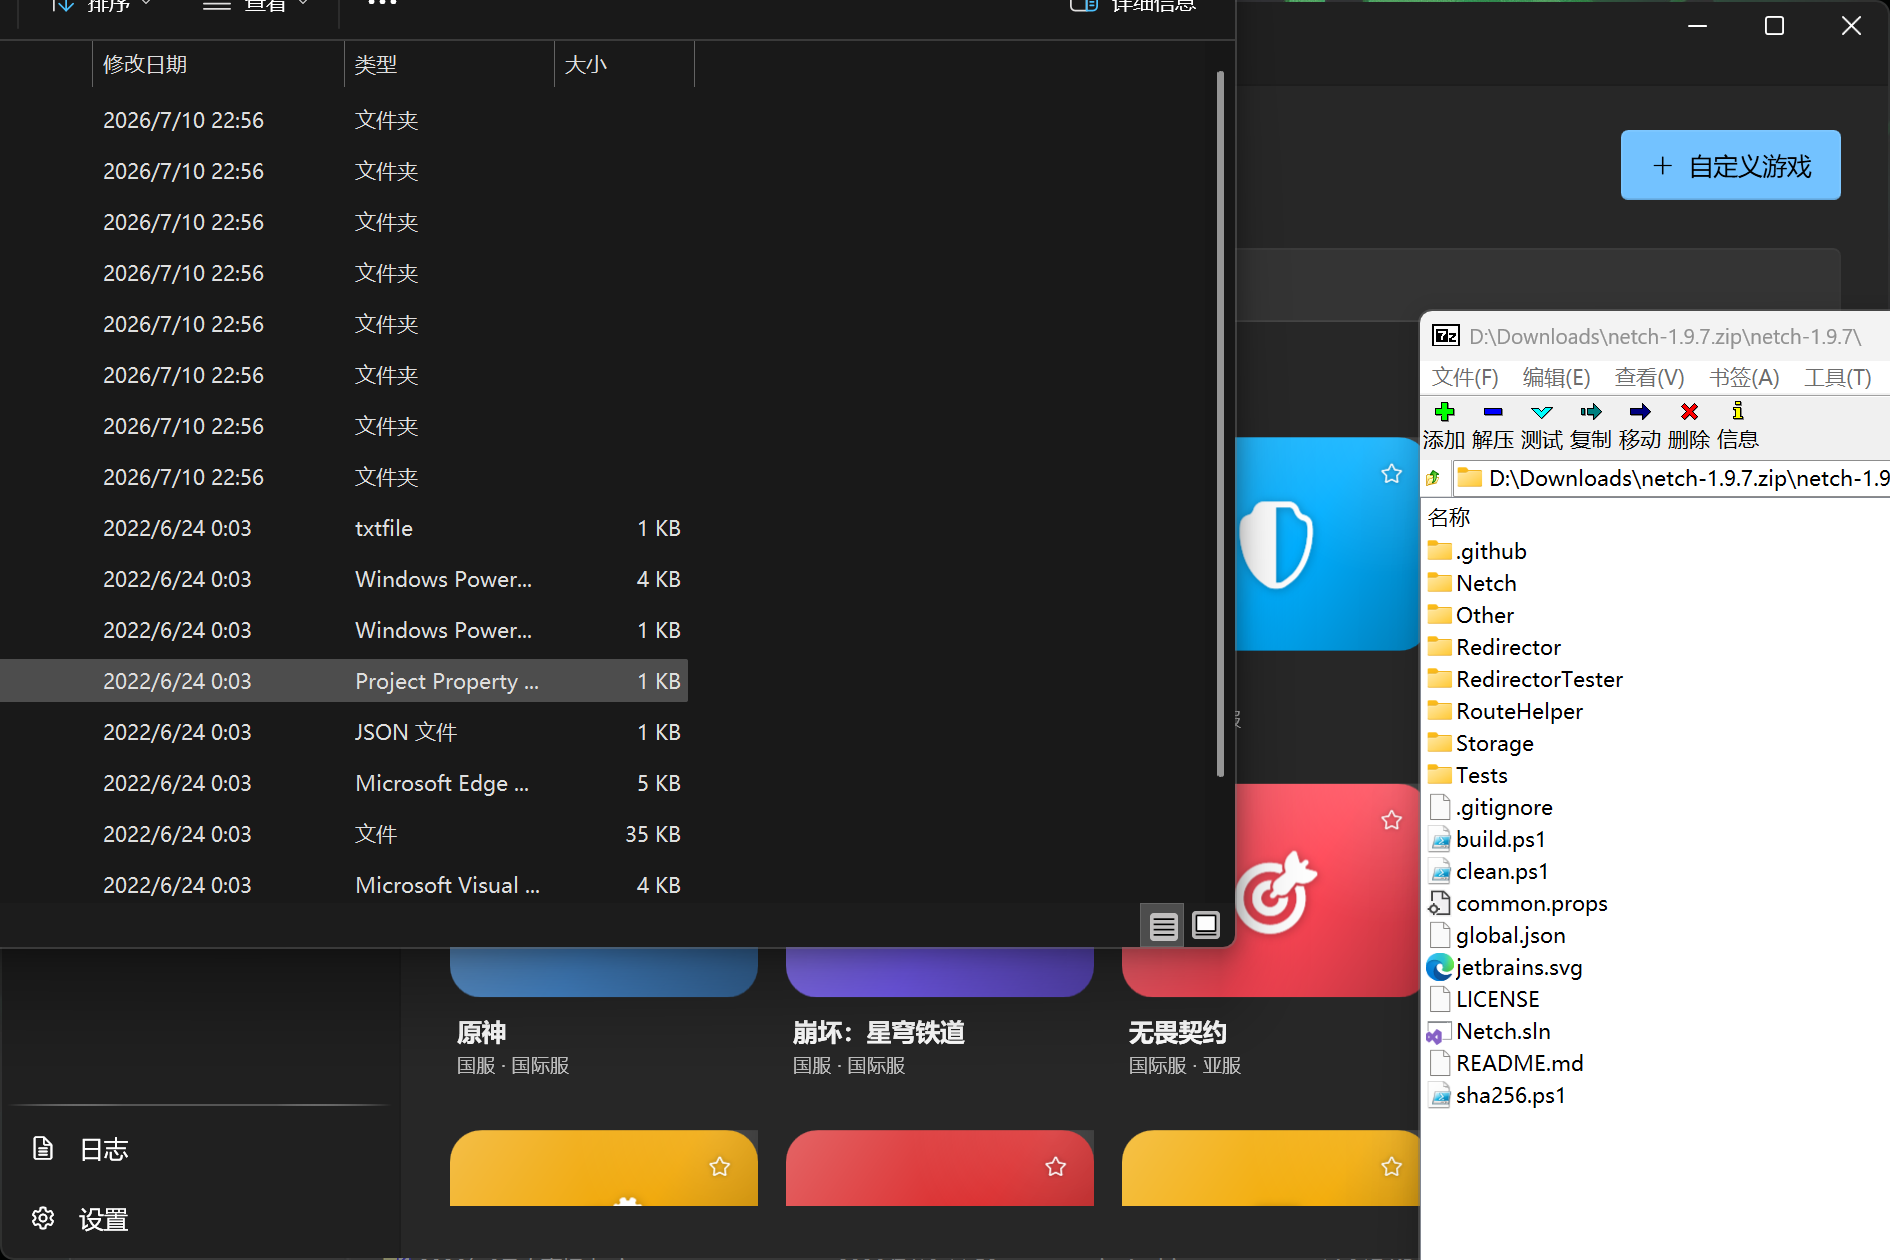 排序 查看 ··· 详细信息
修改日期 类型 大小
2026/7/10 22:56 文件夹
2026/7/10 22:56 文件夹
2026/7/10 22:56 文件夹
2026/7/10 22:56 文件夹
2026/7/10 22:56 文件夹
2026/7/10 22:56 文件夹
2026/7/10 22:56 文件夹
2026/7/10 22:56 文件夹
2022/6/24 0:03 txtfile 1 KB
2022/6/24 0:03 Windows Power... 4 KB
2022/6/24 0:03 Windows Power... 1 KB
2022/6/24 0:03 Project Property ... 1 KB
2022/6/24 0:03 JSON 文件 1 KB
2022/6/24 0:03 Microsoft Edge ... 5 KB
2022/6/24 0:03 文件 35 KB
2022/6/24 0:03 Microsoft Visual ... 4 KB
+ 自定义游戏
原神
国服 · 国际服
崩坏：星穹铁道
国服 · 国际服
无畏契约
国际服 · 亚服
日志
设置
7z D:\Downloads\netch-1.9.7.zip\netch-1.9.7\
文件(F) 编辑(E) 查看(V) 书签(A) 工具(T)
添加 解压 测试 复制 移动 删除 信息
D:\Downloads\netch-1.9.7.zip\netch-1.9
名称
.github
Netch
Other
Redirector
RedirectorTester
RouteHelper
Storage
Tests
.gitignore
build.ps1
clean.ps1
common.props
global.json
jetbrains.svg
LICENSE
Netch.sln
README.md
sha256.ps1